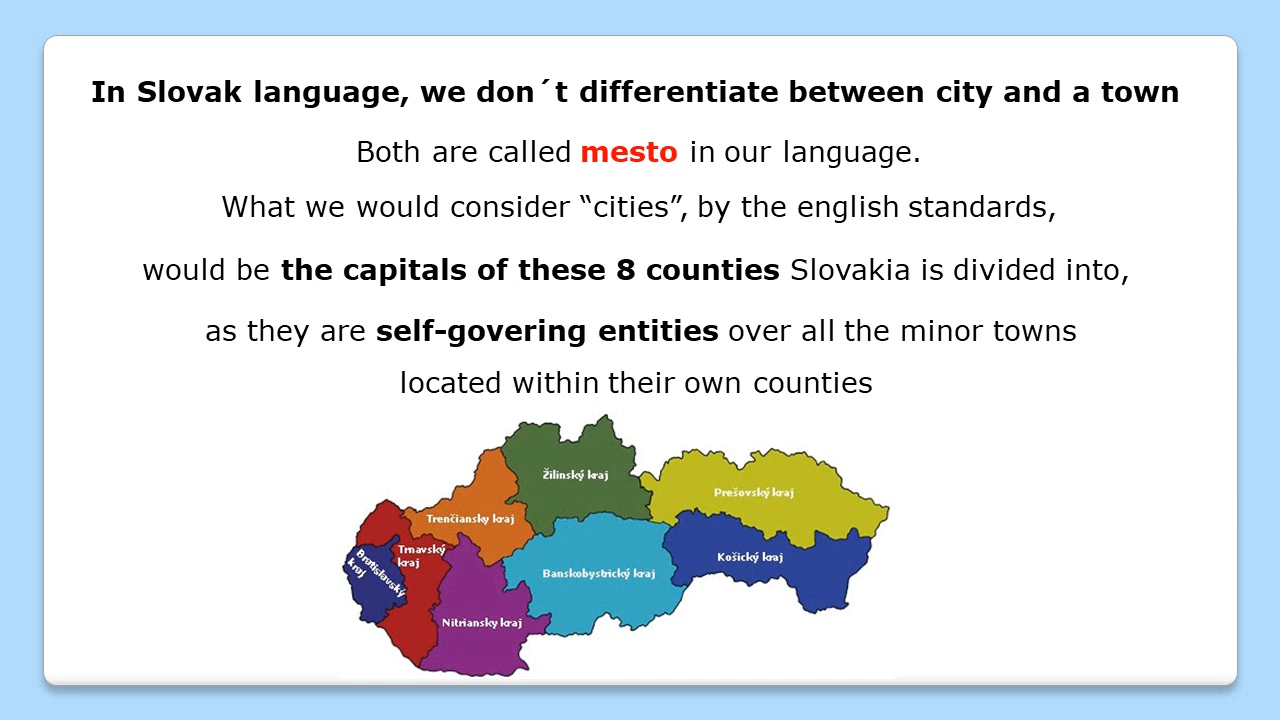 In Slovak language, we don´t differentiate between city and a town
Both are called mesto in our language.
What we would consider “cities”, by the english standards,
would be the capitals of these 8 counties Slovakia is divided into,
as they are self-govering entities over all the minor towns
located within their own counties
Žilinský kraj
Prešovský kraj
Trenčiansky kraj
Trnavský
kraj
Bratislavský
kraj
Košický kraj
Banskobystrický kraj
Nitriansky kraj